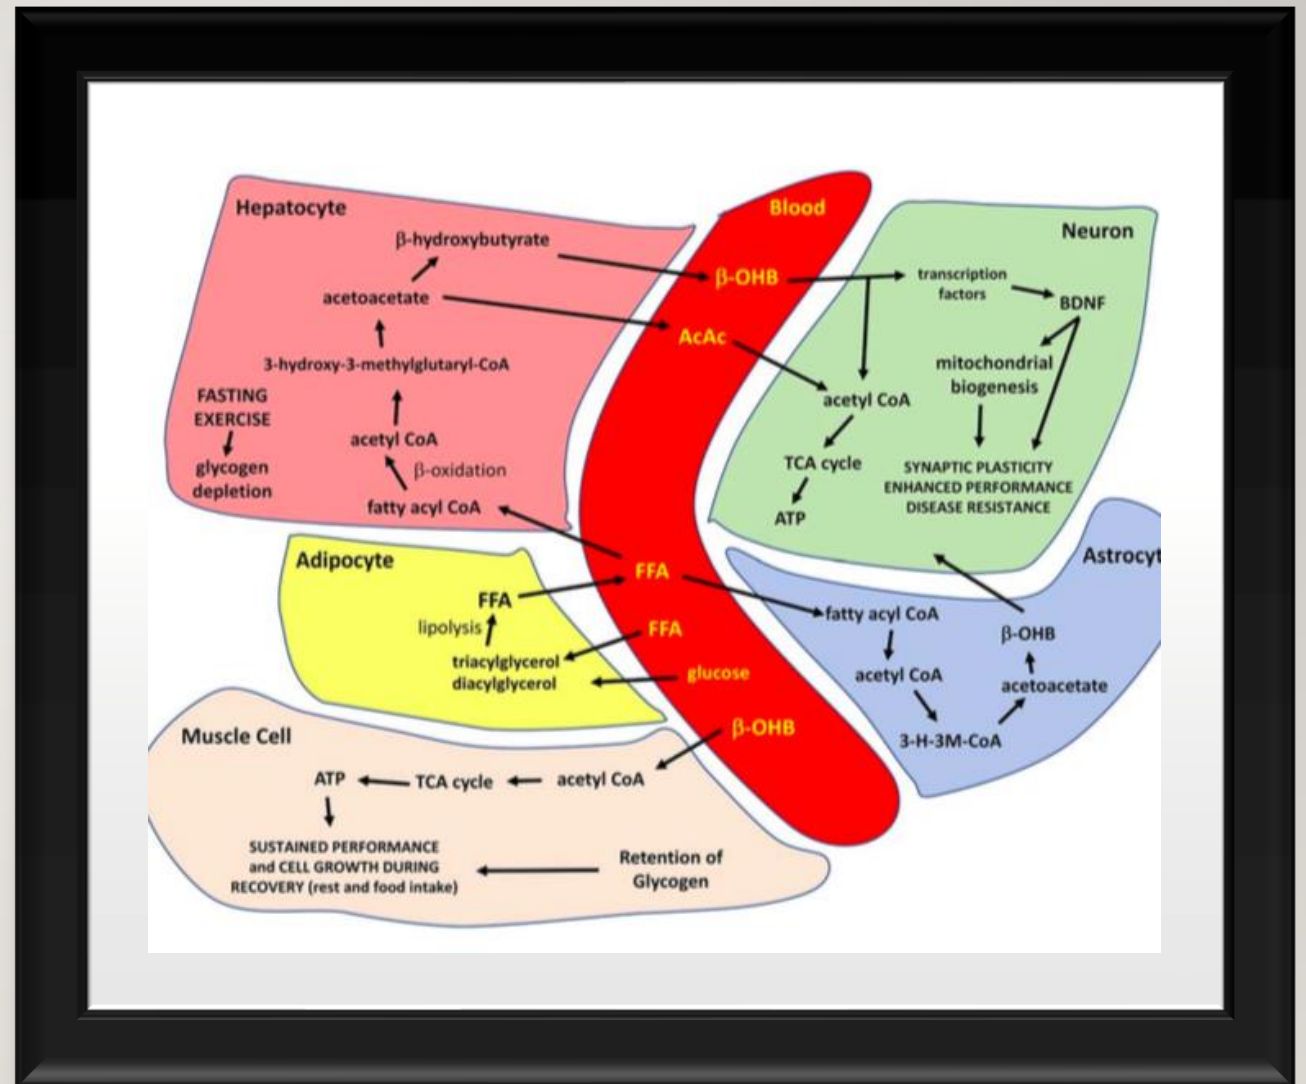 Hepatocyte
β-hydroxybutyrate
acetoacetate
3-hydroxy-3-methylglutaryl-CoA
FASTING
EXERCISE
glycogen
depletion
acetyl CoA
β-oxidation
fatty acyl CoA
Blood
β-OHB
AcAc
FFA
FFA
glucose
β-OHB
Neuron
transcription
factors
BDNF
mitochondrial
biogenesis
acetyl CoA
TCA cycle
ATP
SYNAPTIC PLASTICITY
ENHANCED PERFORMANCE
DISEASE RESISTANCE
Adipocyte
FFA
lipolysis
triacylglycerol
diacylglycerol
Astrocyt
fatty acyl CoA
β-OHB
acetyl CoA
acetoacetate
3-H-3M-CoA
Muscle Cell
ATP
TCA cycle
acetyl CoA
SUSTAINED PERFORMANCE
and CELL GROWTH DURING
RECOVERY (rest and food intake)
Retention of
Glycogen